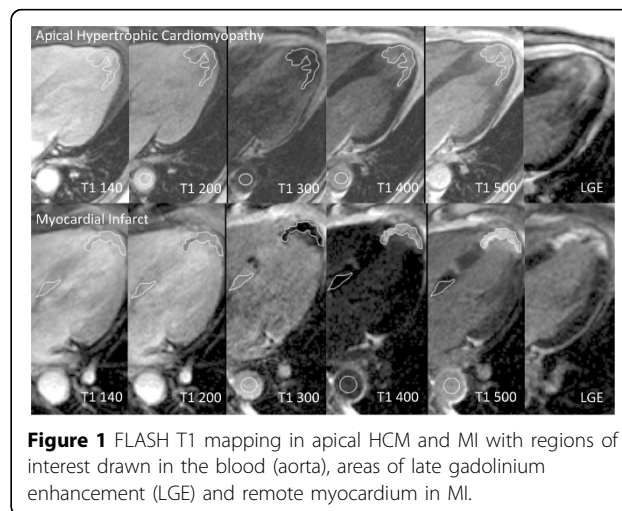 Apical Hypertrophic Cardiomyopathy
T1 140 T1 200 T1 300 T1 400 T1 500 LGE
Myocardial Infarct
T1 140 T1 200 T1 300 T1 400 T1 500 LGE
Figure 1 FLASH T1 mapping in apical HCM and MI with regions of
interest drawn in the blood (aorta), areas of late gadolinium
enhancement (LGE) and remote myocardium in MI.